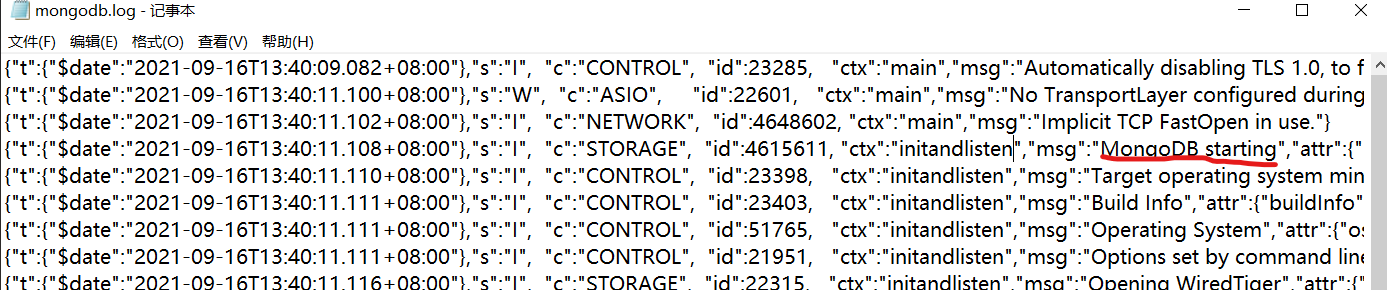 mongodb.log - 记事本
文件(F) 编辑(E) 格式(O) 查看(V) 帮助(H)
{"t":{"$date":"2021-09-16T13:40:09.082+08:00"},"s":"I", "c":"CONTROL", "id":23285, "ctx":"main","msg":"Automatically disabling TLS 1.0, to f
{"t":{"$date":"2021-09-16T13:40:11.100+08:00"},"s":"W", "c":"ASIO", "id":22601, "ctx":"main","msg":"No TransportLayer configured during
{"t":{"$date":"2021-09-16T13:40:11.102+08:00"},"s":"I", "c":"NETWORK", "id":4648602, "ctx":"main","msg":"Implicit TCP FastOpen in use."}
{"t":{"$date":"2021-09-16T13:40:11.108+08:00"},"s":"I", "c":"STORAGE", "id":4615611, "ctx":"initandlisten","msg":"MongoDB starting","attr":{"
{"t":{"$date":"2021-09-16T13:40:11.110+08:00"},"s":"I", "c":"CONTROL", "id":23398, "ctx":"initandlisten","msg":"Target operating system min
{"t":{"$date":"2021-09-16T13:40:11.111+08:00"},"s":"I", "c":"CONTROL", "id":23403, "ctx":"initandlisten","msg":"Build Info","attr":{"buildInfo"
{"t":{"$date":"2021-09-16T13:40:11.111+08:00"},"s":"I", "c":"CONTROL", "id":51765, "ctx":"initandlisten","msg":"Operating System","attr":{"os
{"t":{"$date":"2021-09-16T13:40:11.111+08:00"},"s":"I", "c":"CONTROL", "id":21951, "ctx":"initandlisten","msg":"Options set by command line
{"t":{"$date":"2021-09-16T13:40:11.116+08:00"},"s":"I", "c":"STORAGE", "id":22315, "ctx":"initandlisten","msg":"Opening WiredTiger","attr":{"